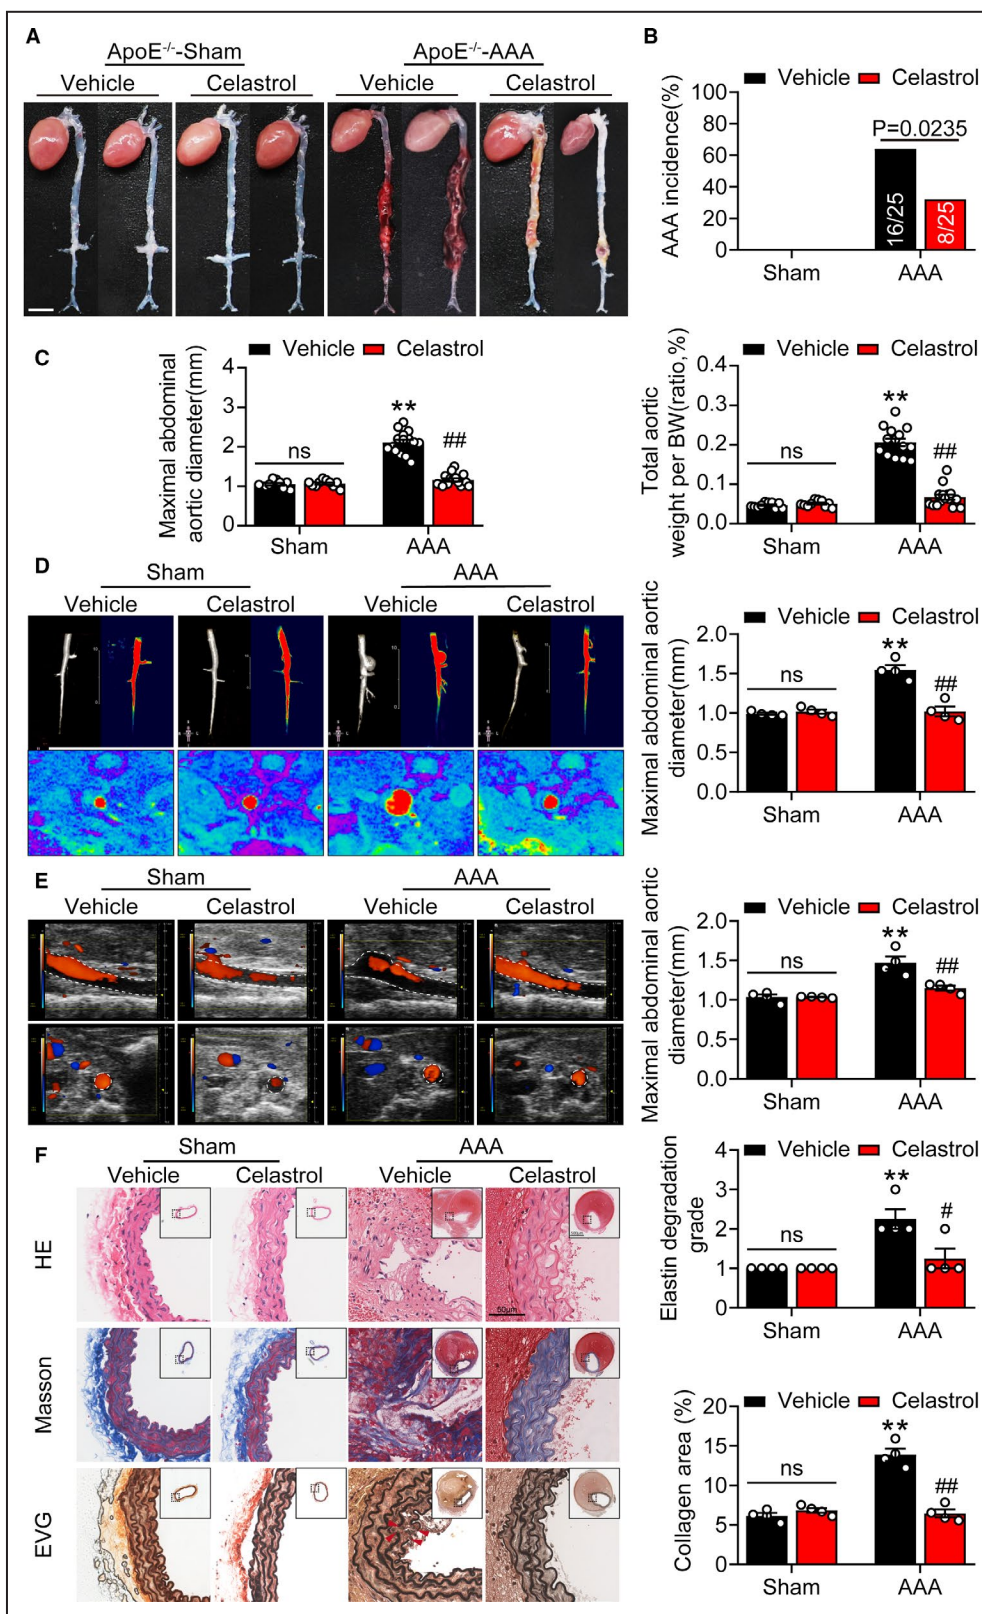 A
ApoE-/--Sham
ApoE-/--AAA
Vehicle
Celastrol
Vehicle
Celastrol
B
Vehicle
Celastrol
AAA incidence(%)
100
80
60
40
20
0
P=0.0235
16/25
8/25
Sham
AAA
C
Vehicle
Celastrol
Maximal abdominal
aortic diameter(mm)
4
3
2
1
0
ns
**
##
Sham
AAA
Vehicle
Celastrol
Total aortic
weight per BW(ratio,%)
0.4
0.3
0.2
0.1
0.0
ns
**
##
Sham
AAA
D
Sham
AAA
Vehicle
Celastrol
Vehicle
Celastrol
Vehicle
Celastrol
Maximal abdominal aortic
diameter(mm)
2.0
1.5
1.0
0.5
0.0
ns
**
##
Sham
AAA
E
Sham
AAA
Vehicle
Celastrol
Vehicle
Celastrol
Vehicle
Celastrol
Maximal abdominal aortic
diameter(mm)
2.0
1.5
1.0
0.5
0.0
ns
**
##
Sham
AAA
F
Sham
AAA
Vehicle
Celastrol
Vehicle
Celastrol
HE
50μm
Masson
EVG
Vehicle
Celastrol
Elastin degradation
grade
4
3
2
1
0
ns
**
#
Sham
AAA
Vehicle
Celastrol
Collagen area (%)
20
15
10
5
0
ns
**
##
Sham
AAA